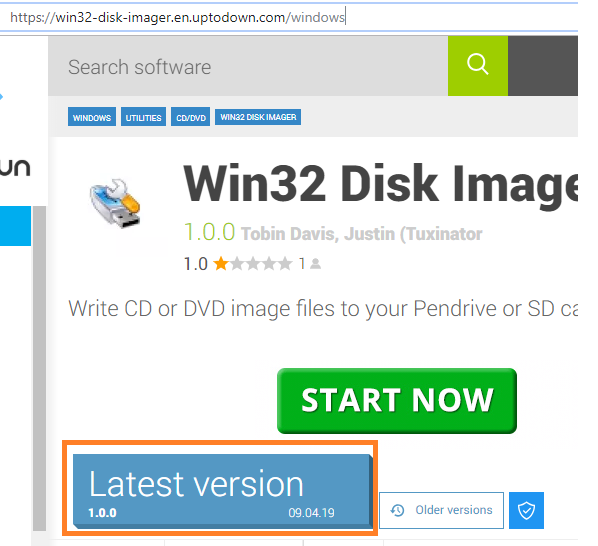 https://win32-disk-imager.en.uptodown.com/windows
un
Search software
WINDOWS UTILITIES CD/DVD WIN32 DISK IMAGER
Win32 Disk Image
1.0.0 Tobin Davis, Justin (Tuxinator
1.0 1
Write CD or DVD image files to your Pendrive or SD ca
START NOW
Latest version
1.0.0 09.04.19
Older versions